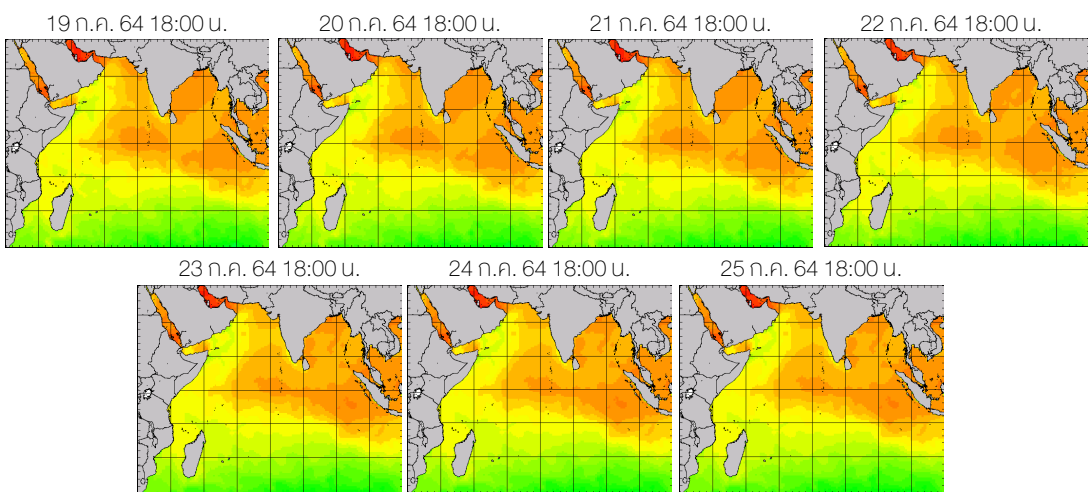 19 ก.ค. 64 18:00 น.
20 ก.ค. 64 18:00 น.
21 ก.ค. 64 18:00 น.
22 ก.ค. 64 18:00 น.
23 ก.ค. 64 18:00 น.
24 ก.ค. 64 18:00 น.
25 ก.ค. 64 18:00 น.